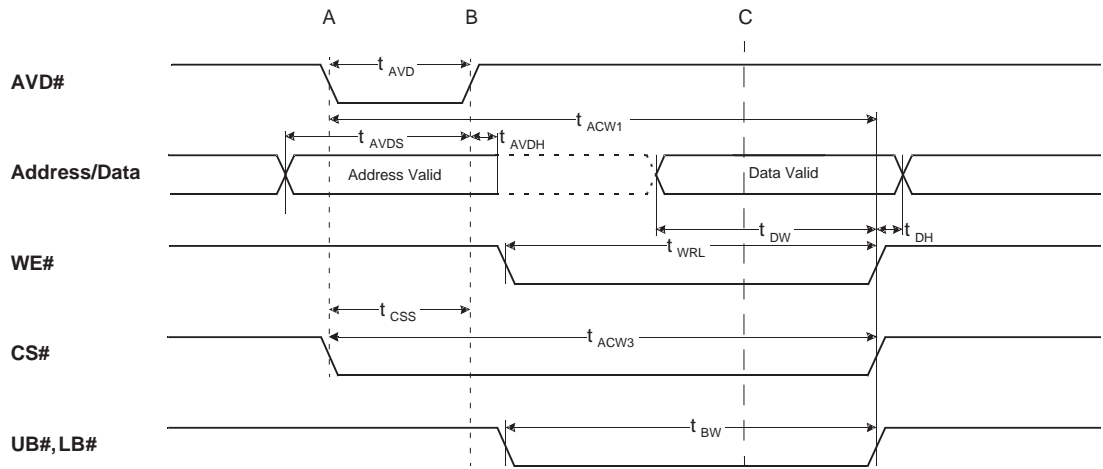 A B C
AVD# t AVD
t ACW1
t AVDS t AVDH
Address/Data Address Valid Data Valid
t DW t DH
WE# t WRL
t CSS
CS# t ACW3
UB#, LB# t BW